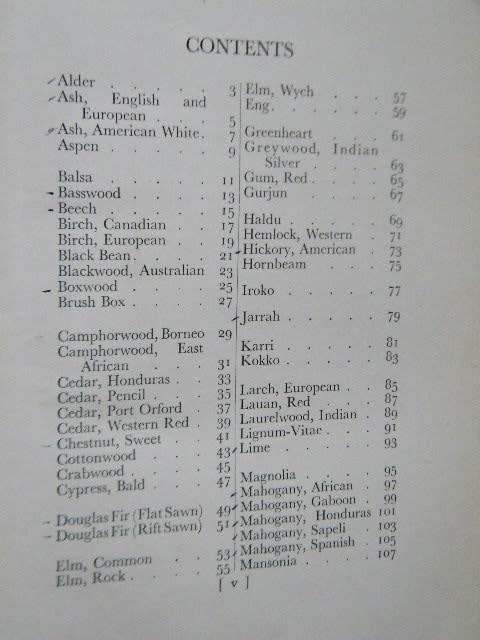 CONTENTS
Alder . . . . . 3
Ash, English and
European . . . 5
Ash, American White. 7
Aspen . . . . . 9
Balsa . . . . . 11
Basswood . . . . 13
Beech . . . . . 15
Birch, Canadian . . 17
Birch, European . . 19
Black Bean. . . . 21
Blackwood, Australian 23
Boxwood . . . . 25
Brush Box . . . . 27
Camphorwood, Borneo 29
Camphorwood, East
African . . . 31
Cedar, Honduras . . 33
Cedar, Pencil . . . 35
Cedar, Port Orford . 37
Cedar, Western Red . 39
Chestnut, Sweet . . 41
Cottonwood . . . 43
Crabwood . . . . 45
Cypress, Bald . . . 47
Douglas Fir (Flat Sawn) 49
Douglas Fir (Rift Sawn) 51
Elm, Common . . 53
Elm, Rock . . . . 55
Elm, Wych . . . 57
Eng. . . . . 59
Greenheart . . . 61
Greywood, Indian
Silver . . . 63
Gum, Red . . . . 65
Gurjun . . . . 67
Haldu . . . . . 69
Hemlock, Western . 71
Hickory, American . 73
Hornbeam . . . 75
Iroko . . . . . 77
Jarrah . . . . 79
Karri . . . . . 81
Kokko . . . . 83
Larch, European . . 85
Lauan, Red . . . 87
Laurelwood, Indian . 89
Lignum-Vitae . . . 91
Lime . . . . . 93
Magnolia . . . . 95
Mahogany, African . 97
Mahogany, Gaboon . 99
Mahogany, Honduras 101
Mahogany, Sapeli . 103
Mahogany, Spanish . 105
Mansonia . . . . 107
[ v ]